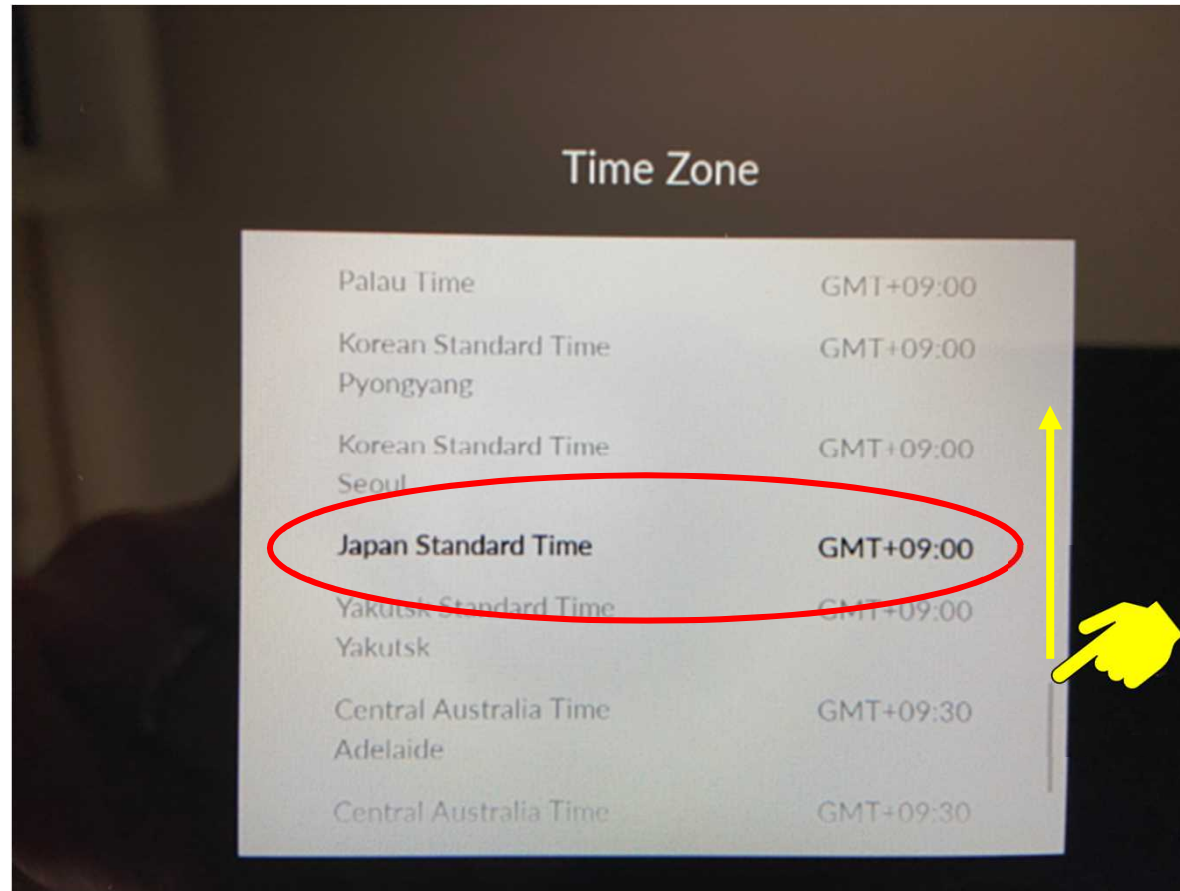 Time Zone
Palau Time GMT+09:00
Korean Standard Time GMT+09:00
Pyongyang
Korean Standard Time GMT+09:00
Seoul
Japan Standard Time GMT+09:00
Yakutsk Standard Time GMT+09:00
Yakutsk
Central Australia Time GMT+09:30
Adelaide
Central Australia Time GMT+09:30